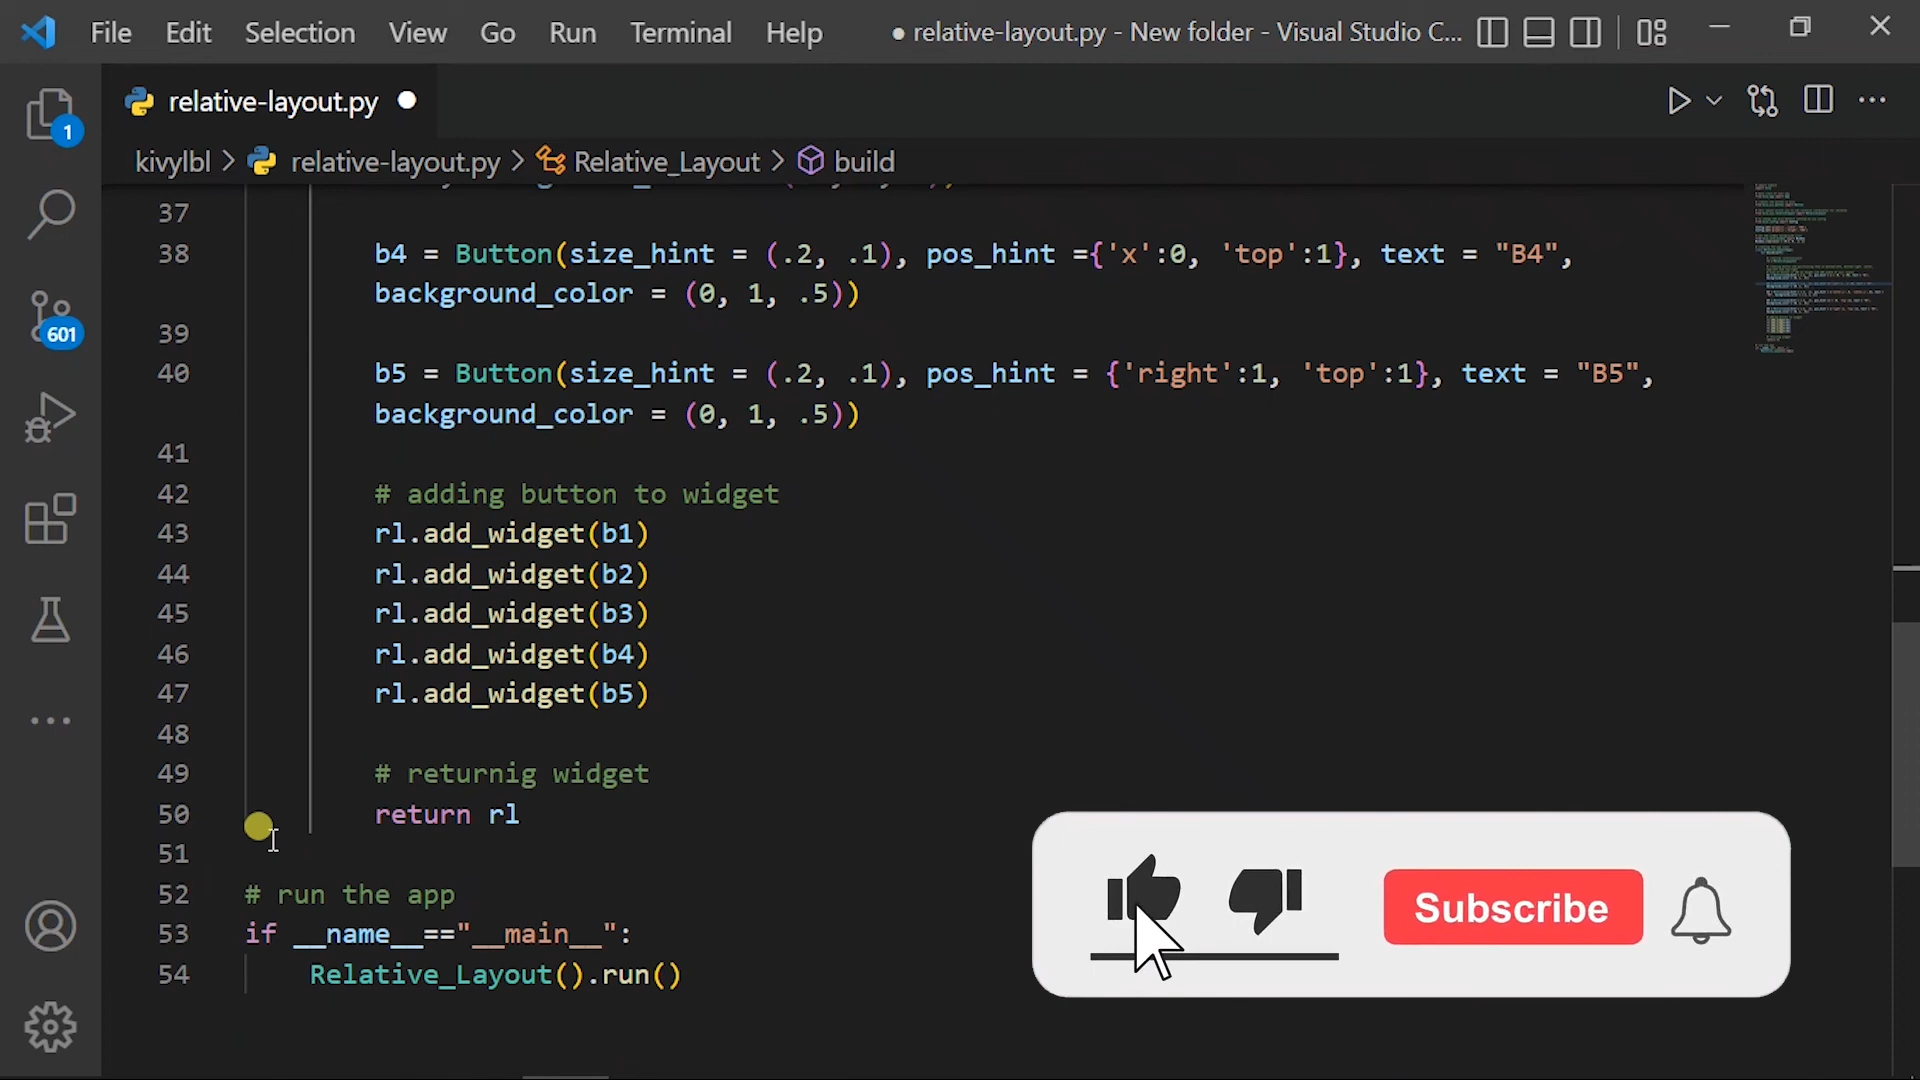 File Edit Selection View Go Run Terminal Help ● relative-layout.py - New folder - Visual Studio C...
relative-layout.py
1
kivylbl > relative-layout.py > Relative_Layout > build
37
38 b4 = Button(size_hint = (.2, .1), pos_hint ={'x':0, 'top':1}, text = "B4",
background_color = (0, 1, .5))
601
39
40 b5 = Button(size_hint = (.2, .1), pos_hint = {'right':1, 'top':1}, text = "B5",
background_color = (0, 1, .5))
41
42 # adding button to widget
43 rl.add_widget(b1)
44 rl.add_widget(b2)
45 rl.add_widget(b3)
46 rl.add_widget(b4)
47 rl.add_widget(b5)
48
49 # returnig widget
50 return rl
51
52 # run the app
53 if __name__=="__main__":
54 Relative_Layout().run()
Subscribe